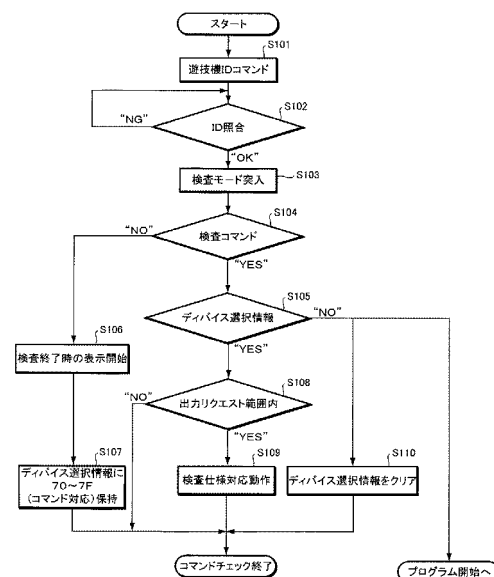 スタート
S101
遊技機IDコマンド
S102
"NG"
ID照合
"OK"
S103
検査モード突入
S104
"NO"
検査コマンド
"YES"
S105
ディバイス選択情報
"NO"
S106
"YES"
検査終了時の表示開始
S108
"NO"
出力リクエスト範囲内
"YES"
S107
S109
S110
ディバイス選択情報に
70~7F
(コマンド対応)保持
検査仕様対応動作
ディバイス選択情報をクリア
コマンドチェック終了
プログラム開始へ